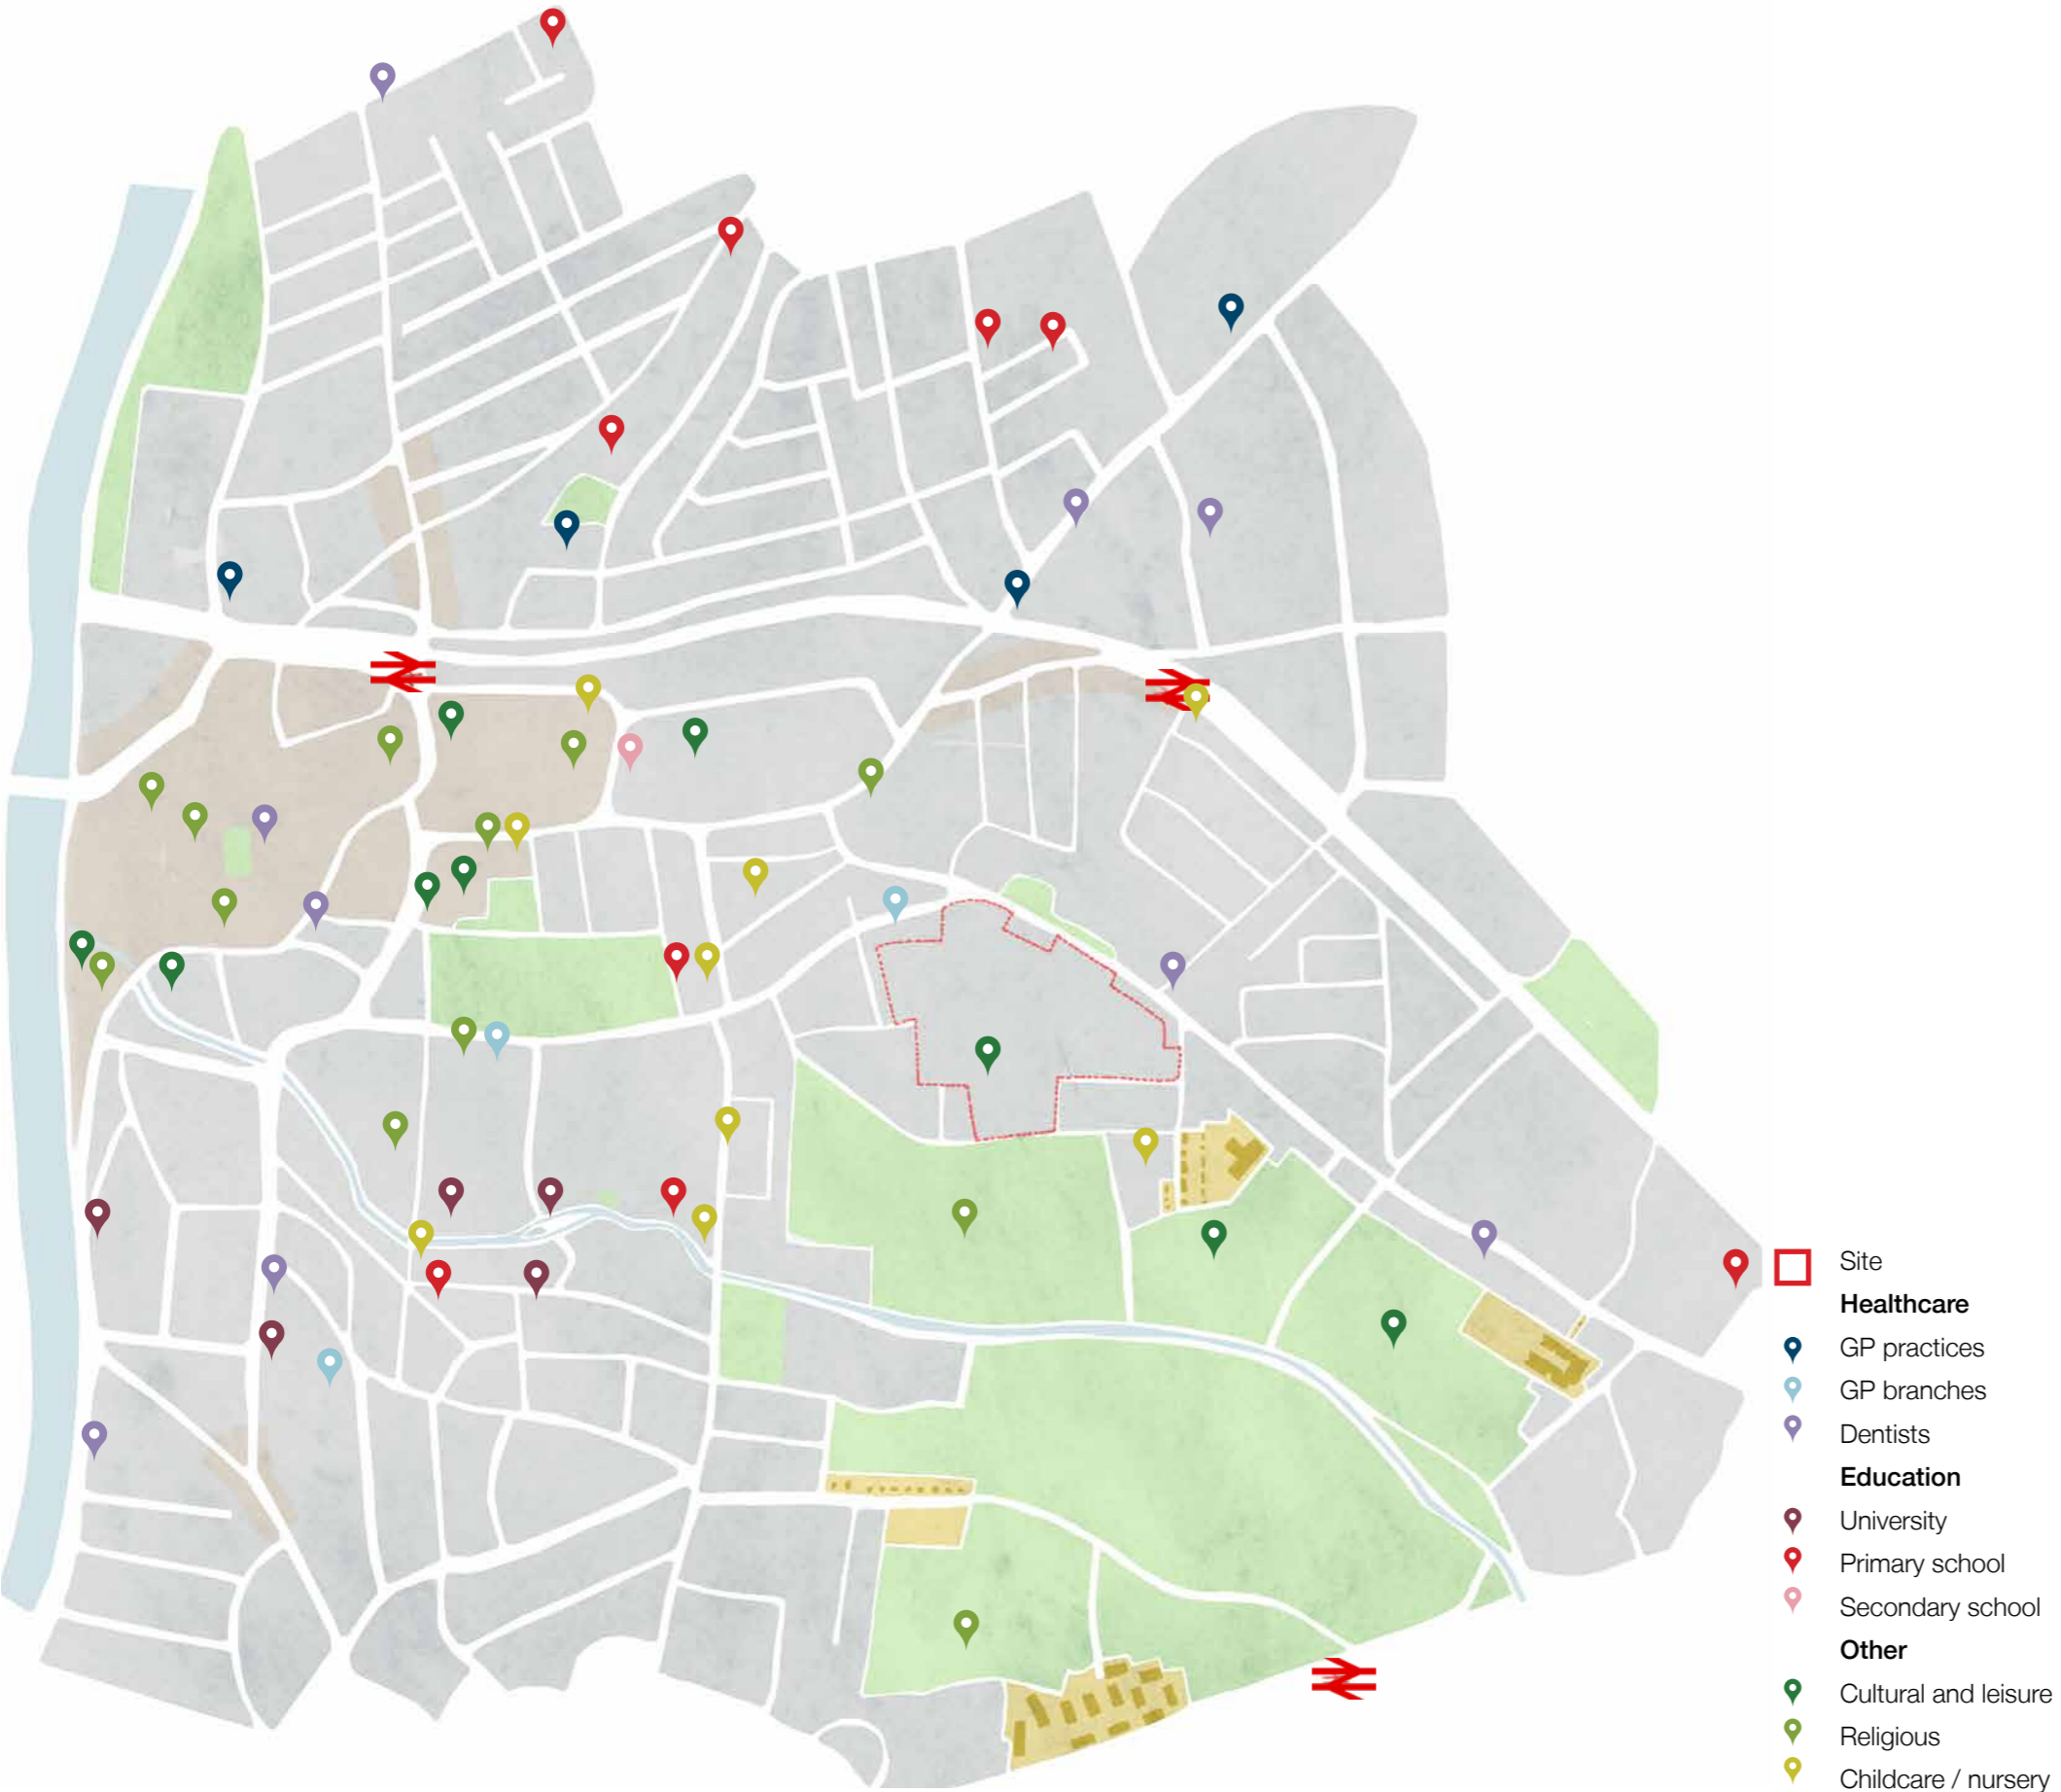 Site
Healthcare
GP practices
GP branches
Dentists
Education
University
Primary school
Secondary school
Other
Cultural and leisure
Religious
Childcare / nursery